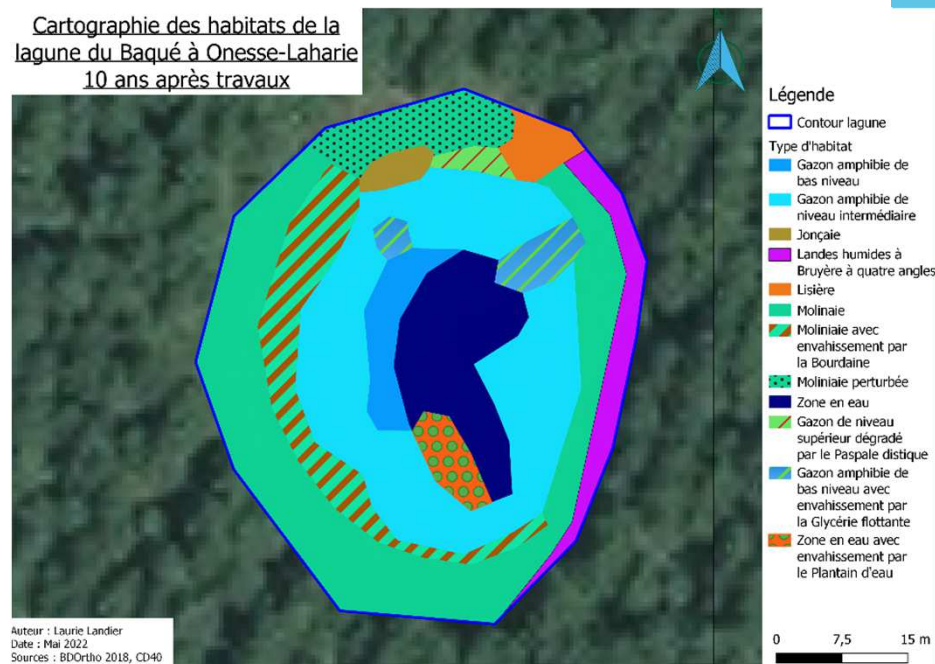 Cartographie des habitats de la
lagune du Baqué à Onesse-Laharie
10 ans après travaux
Légende
Contour lagune
Type d'habitat
Gazon amphibie de
bas niveau
Gazon amphibie de
niveau intermédiaire
Jonçaie
Landes humides à
Bruyère à quatre angles
Lisière
Molinaie
Moliniaie avec
envahissement par
la Bourdaine
Moliniaie perturbée
Zone en eau
Gazon de niveau
supérieur dégradé
par le Paspale distique
Gazon amphibie de
bas niveau avec
envahissement par
la Glycérie flottante
Zone en eau avec
envahissement par
le Plantain d'eau
Auteur : Laurie Landier
Date : Mai 2022
Sources : BDOrtho 2018, CD40
0 7,5 15 m